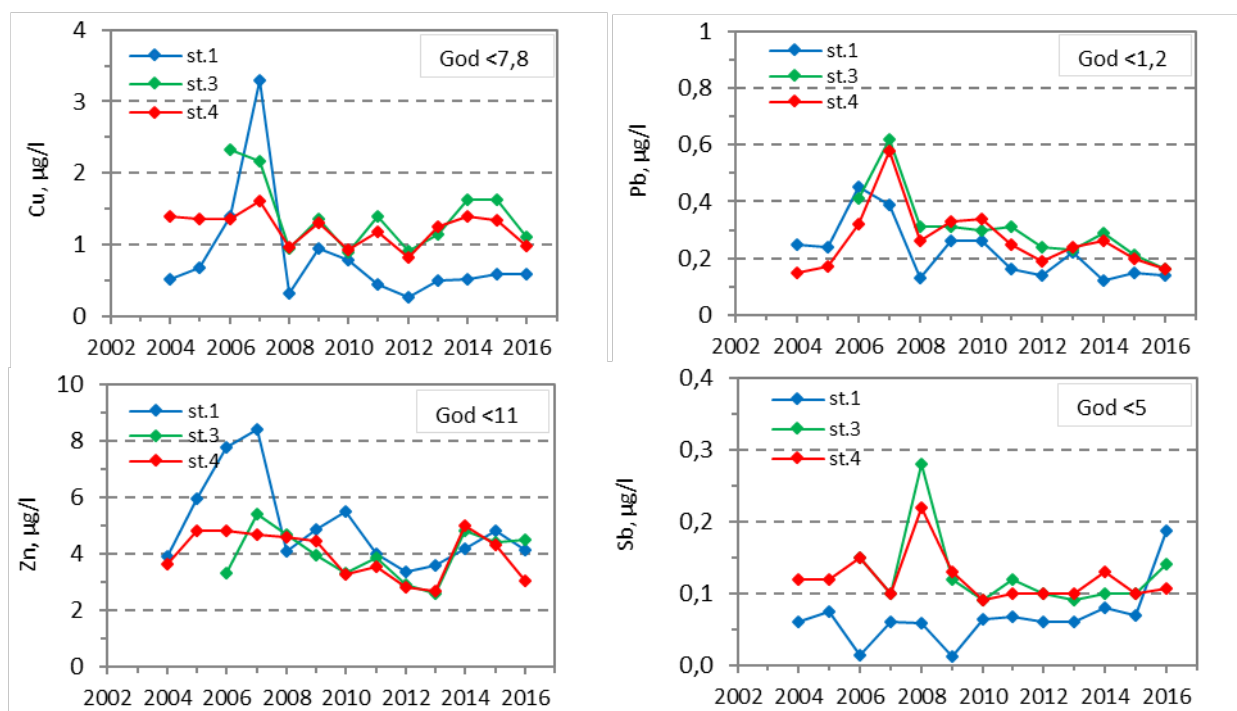 4
3
2
1
0
Cu, µg/l
st.1
st.3
st.4
God <7,8
2002 2004 2006 2008 2010 2012 2014 2016
1
0,8
0,6
0,4
0,2
0
Pb, µg/l
st.1
st.3
st.4
God <1,2
2002 2004 2006 2008 2010 2012 2014 2016
10
8
6
4
2
0
Zn, µg/l
st.1
st.3
st.4
God <11
2002 2004 2006 2008 2010 2012 2014 2016
0,4
0,3
0,2
0,1
0,0
Sb, µg/l
st.1
st.3
st.4
God <5
2002 2004 2006 2008 2010 2012 2014 2016